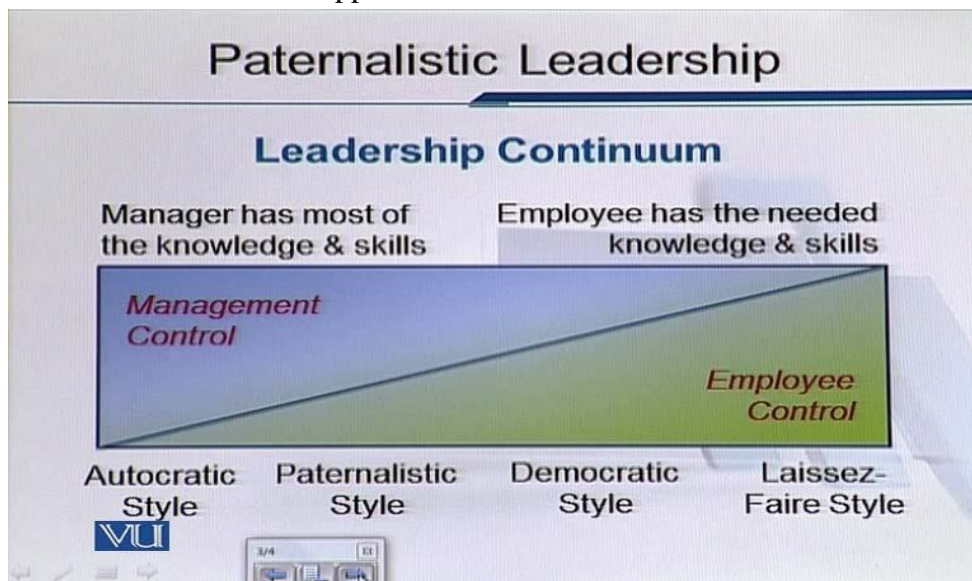 Paternalistic Leadership
Leadership Continuum
Manager has most of
the knowledge & skills
Employee has the needed
knowledge & skills
Management
Control
Employee
Control
Autocratic
Style
Paternalistic
Style
Democratic
Style
Laissez-
Faire Style
VU
3/4